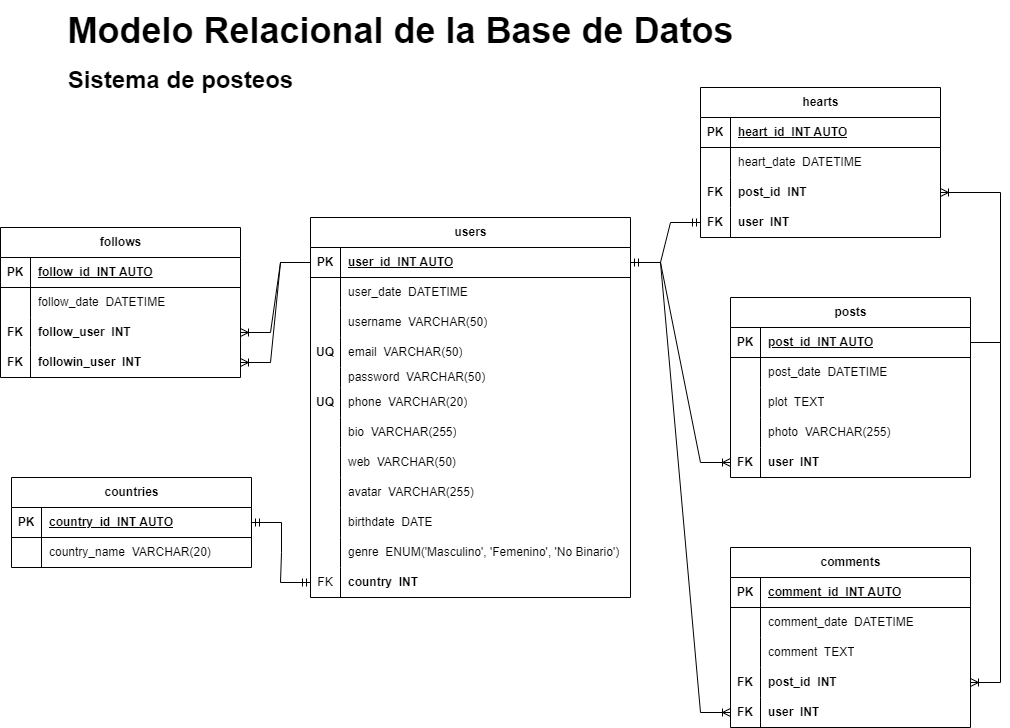 Modelo Relacional de la Base de Datos
Sistema de posteos
hearts
PK heart_id INT AUTO
heart_date DATETIME
FK post_id INT
FK user INT
follows
PK follow_id INT AUTO
follow_date DATETIME
FK follow_user INT
FK followin_user INT
users
PK user_id INT AUTO
user_date DATETIME
username VARCHAR(50)
UQ email VARCHAR(50)
password VARCHAR(50)
UQ phone VARCHAR(20)
bio VARCHAR(255)
web VARCHAR(50)
avatar VARCHAR(255)
birthdate DATE
genre ENUM('Masculino', 'Femenino', 'No Binario')
FK country INT
posts
PK post_id INT AUTO
post_date DATETIME
plot TEXT
photo VARCHAR(255)
FK user INT
countries
PK country_id INT AUTO
country_name VARCHAR(20)
comments
PK comment_id INT AUTO
comment_date DATETIME
comment TEXT
FK post_id INT
FK user INT